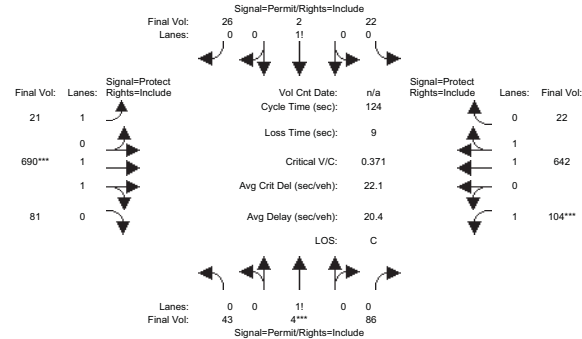 Signal=Permit/Rights=Include
Final Vol: 26 2 22
Lanes: 0 0 1! 0 0
Signal=Protect Signal=Protect
Final Vol: Lanes: Rights=Include Vol Cnt Date: n/a Rights=Include Lanes: Final Vol:
Cycle Time (sec): 124
21 1 0 22
Loss Time (sec): 9
0 1
690*** 1 Critical V/C: 0.371 1 642
1 Avg Crit Del (sec/veh): 22.1 0
81 0 Avg Delay (sec/veh): 20.4 1 104***
LOS: C
Lanes: 0 0 1! 0 0
Final Vol: 43 4*** 86
Signal=Permit/Rights=Include